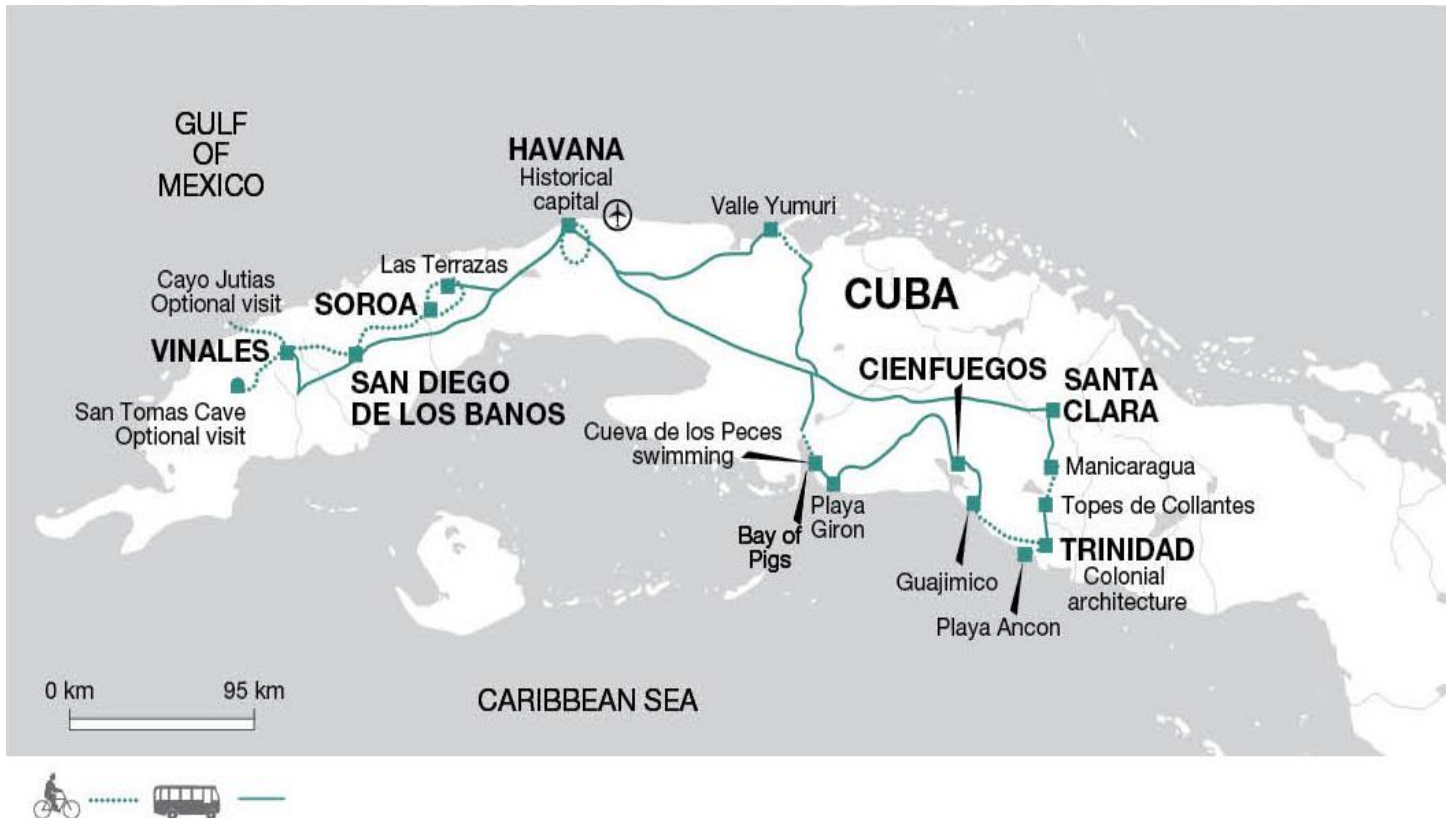 GULF
OF
MEXICO
HAVANA
Historical
capital
Valle Yumuri
Las Terrazas
Cayo Jutias
Optional visit
SOROA
CUBA
VINALES
SAN DIEGO
DE LOS BANOS
CIENFUEGOS
SANTA
CLARA
San Tomas Cave
Optional visit
Cueva de los Peces
swimming
Manicaragua
Playa
Giron
Topes de Collantes
Bay of
Pigs
TRINIDAD
Colonial
architecture
Guajimico
Playa Ancon
0 km
95 km
CARIBBEAN SEA